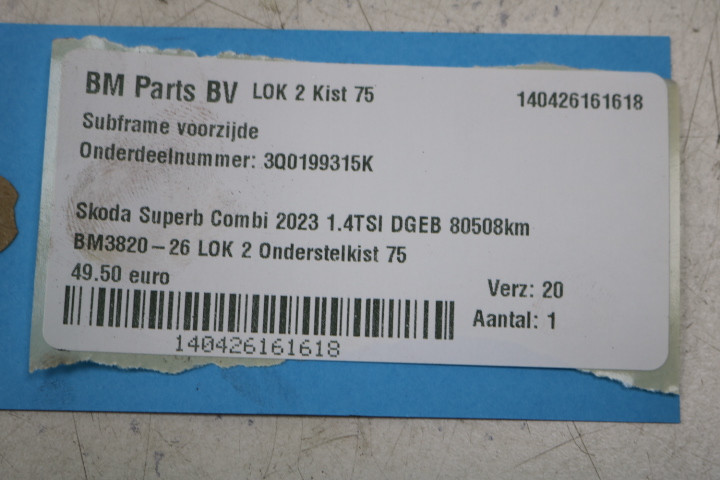 BM Parts BV LOK 2 Kist 75 140426161618
Subframe voorzijde
Onderdeelnummer: 3Q0199315K
Skoda Superb Combi 2023 1.4TSI DGEB 80508km
BM3820-26 LOK 2 Onderstelkist 75
49.50 euro Verz: 20
Aantal: 1
140426161618